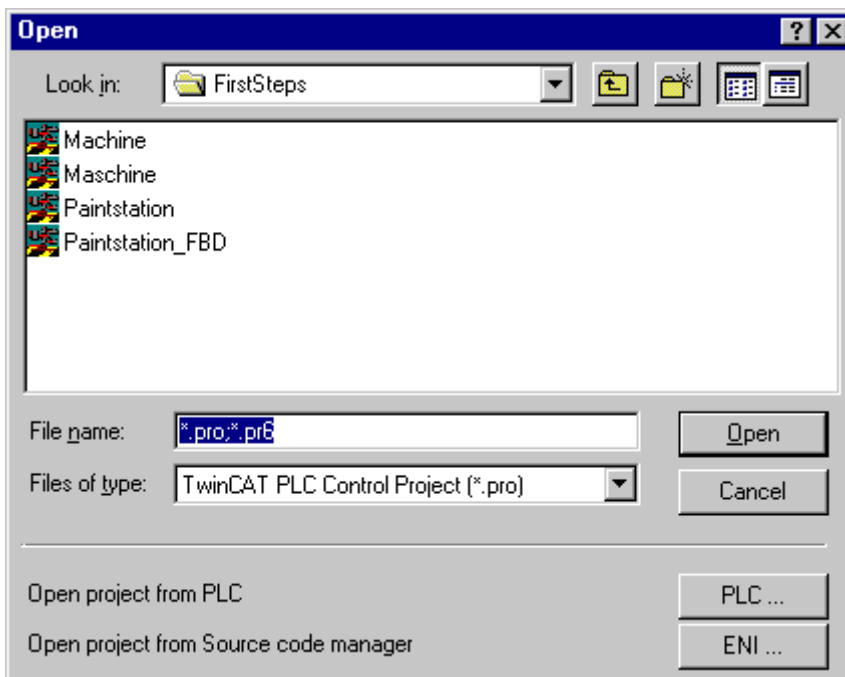 Open
Look in: FirstSteps
Machine
Maschine
Paintstation
Paintstation_FBD
File name: *.pro;*.pr6 Open
Files of type: TwinCAT PLC Control Project (*.pro) Cancel
Open project from PLC PLC ...
Open project from Source code manager ENI ...